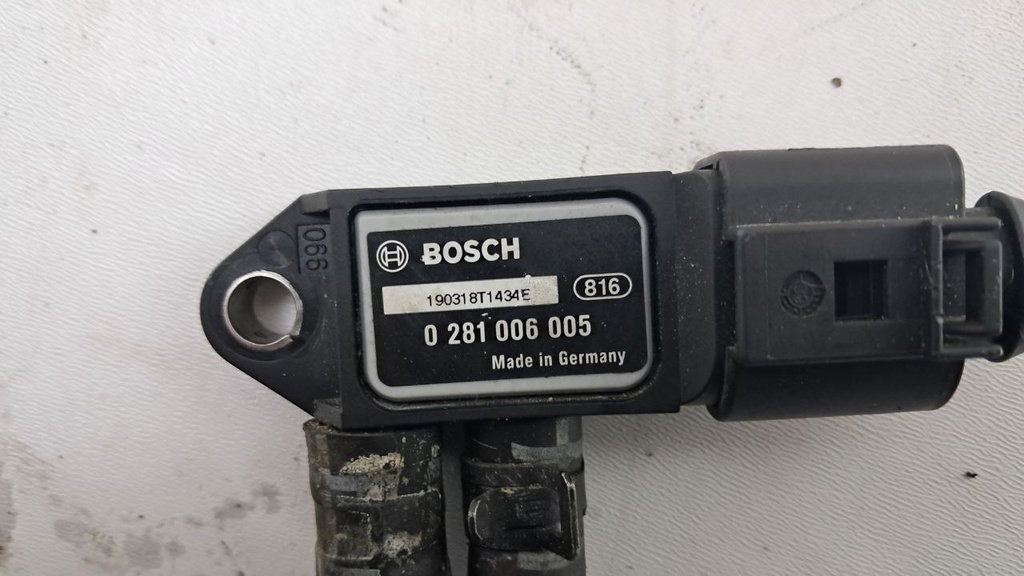 BOSCH
190318T1434E
816
0 281 006 005
Made in Germany
066